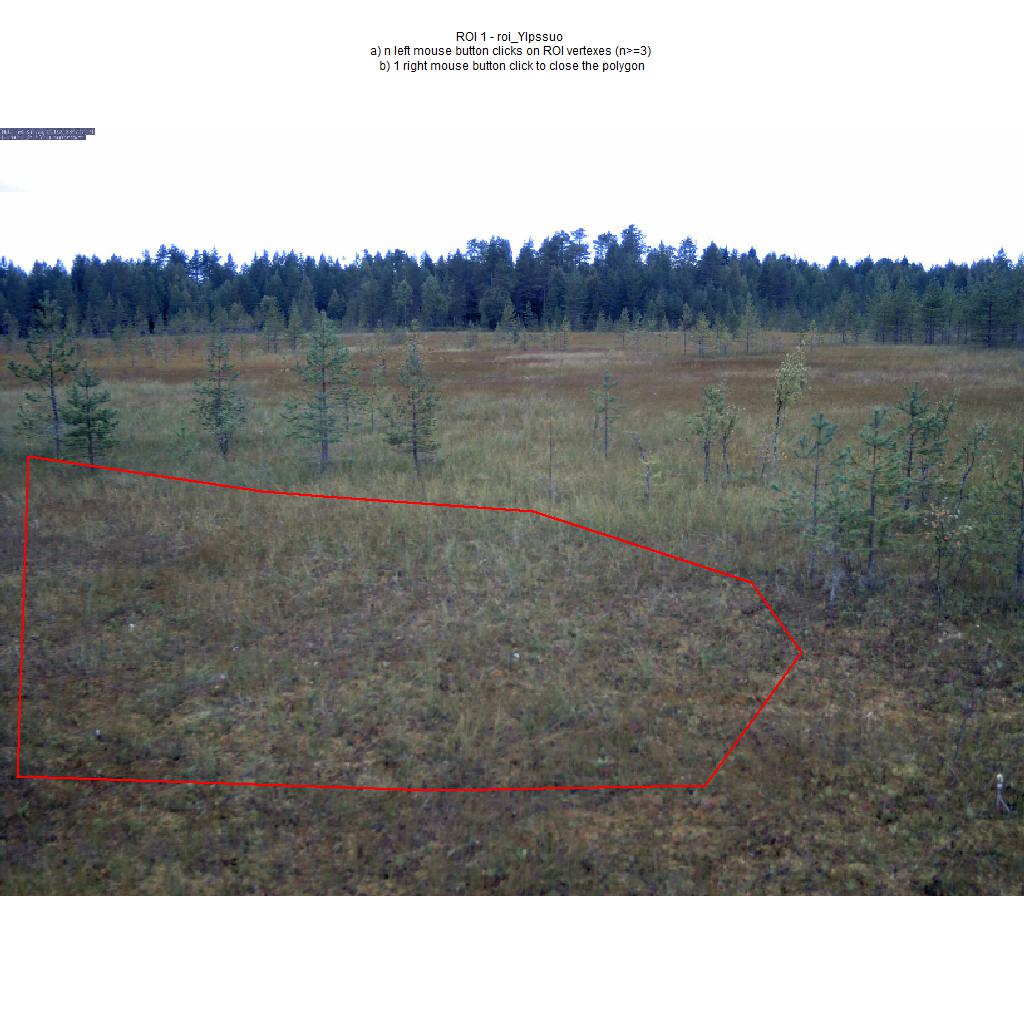 ROI 1 - roi_Ylpssuo
a) n left mouse button clicks on ROI vertexes (n>=3)
b) 1 right mouse button click to close the polygon